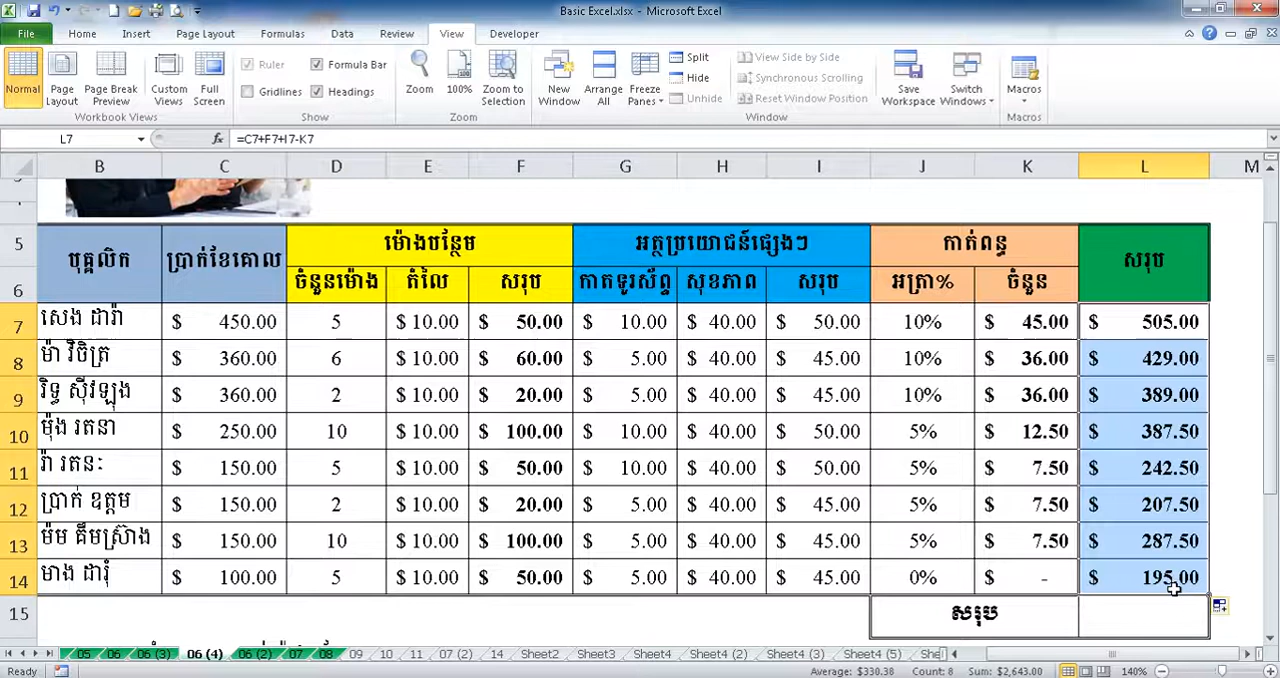 Basic Excel.xlsx - Microsoft Excel
File Home Insert Page Layout Formulas Data Review View Developer
Ruler Formula Bar
Gridlines Headings
Normal Page Layout Page Break Preview Custom Views Full Screen
Workbook Views Show
Zoom 100% Zoom to Selection
Zoom
New Window Arrange All Freeze Panes
Split View Side by Side
Hide Synchronous Scrolling
Unhide Reset Window Position
Save Workspace Switch Windows
Window
Macros
Macros
L7 fx =C7+F7+I7-K7
B C D E F G H I J K L M
5 បុគ្គលិក ប្រាក់ខែគោល ម៉ោងបន្ថែម អត្ថប្រយោជន៍ផ្សេងៗ កាត់ពន្ធ សរុប
6 ចំនួនម៉ោង តំលៃ សរុប កាតទូរស័ព្ទ សុខភាព សរុប អត្រា% ចំនួន
7 សេង ដារ៉ា $ 450.00 5 $ 10.00 $ 50.00 $ 10.00 $ 40.00 $ 50.00 10% $ 45.00 $ 505.00
8 ម៉ា វិចិត្រ $ 360.00 6 $ 10.00 $ 60.00 $ 5.00 $ 40.00 $ 45.00 10% $ 36.00 $ 429.00
9 រិទ្ធ ស៊ីវឡុង $ 360.00 2 $ 10.00 $ 20.00 $ 5.00 $ 40.00 $ 45.00 10% $ 36.00 $ 389.00
10 ម៉ុង រតនា $ 250.00 10 $ 10.00 $ 100.00 $ 10.00 $ 40.00 $ 50.00 5% $ 12.50 $ 387.50
11 រ៉ា រតនៈ $ 150.00 5 $ 10.00 $ 50.00 $ 10.00 $ 40.00 $ 50.00 5% $ 7.50 $ 242.50
12 ប្រាក់ ឧត្តម $ 150.00 2 $ 10.00 $ 20.00 $ 5.00 $ 40.00 $ 45.00 5% $ 7.50 $ 207.50
13 ម៉ម គឹមស្រ៊ាង $ 150.00 10 $ 10.00 $ 100.00 $ 5.00 $ 40.00 $ 45.00 5% $ 7.50 $ 287.50
14 មាង ដារុំ $ 100.00 5 $ 10.00 $ 50.00 $ 5.00 $ 40.00 $ 45.00 0% $ - $ 195.00
15 សរុប
05 06 06 (3) 06 (4) 06 (2) 07 08 09 10 11 07 (2) 14 Sheet2 Sheet3 Sheet4 Sheet4 (2) Sheet4 (3) Sheet4 (4) Sheet4 (5) She
Ready Average: $330.38 Count: 8 Sum: $2,643.00 140%